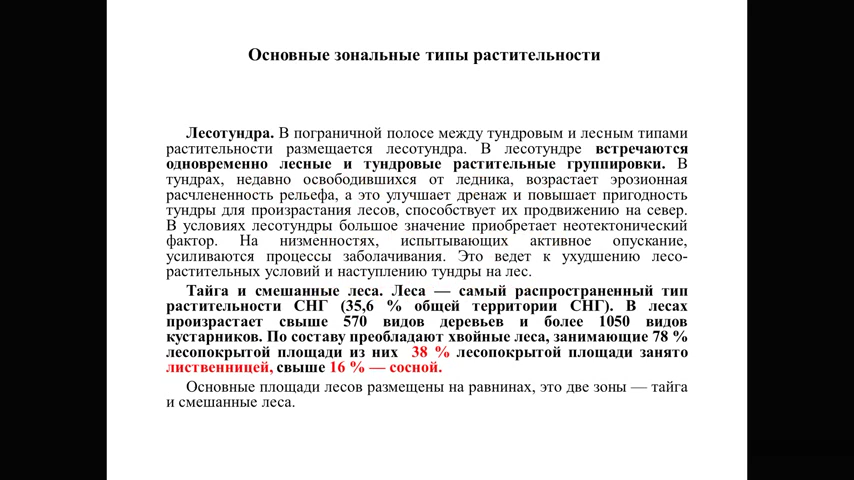 Основные зональные типы растительности
Лесотундра. В пограничной полосе между тундровым и лесным типами
растительности размещается лесотундра. В лесотундре встречаются
одновременно лесные и тундровые растительные группировки. В
тундрах, недавно освободившихся от ледника, возрастает эрозионная
расчлененность рельефа, а это улучшает дренаж и повышает пригодность
тундры для произрастания лесов, способствует их продвижению на север.
В условиях лесотундры большое значение приобретает неотектонический
фактор. На низменностях, испытывающих активное опускание,
усиливаются процессы заболачивания. Это ведет к ухудшению лесо-
растительных условий и наступлению тундры на лес.
Тайга и смешанные леса. Леса — самый распространенный тип
растительности СНГ (35,6 % общей территории СНГ). В лесах
произрастает свыше 570 видов деревьев и более 1050 видов
кустарников. По составу преобладают хвойные леса, занимающие 78 %
лесопокрытой площади из них 38 % лесопокрытой площади занято
лиственницей, свыше 16 % — сосной.
Основные площади лесов размещены на равнинах, это две зоны — тайга
и смешанные леса.